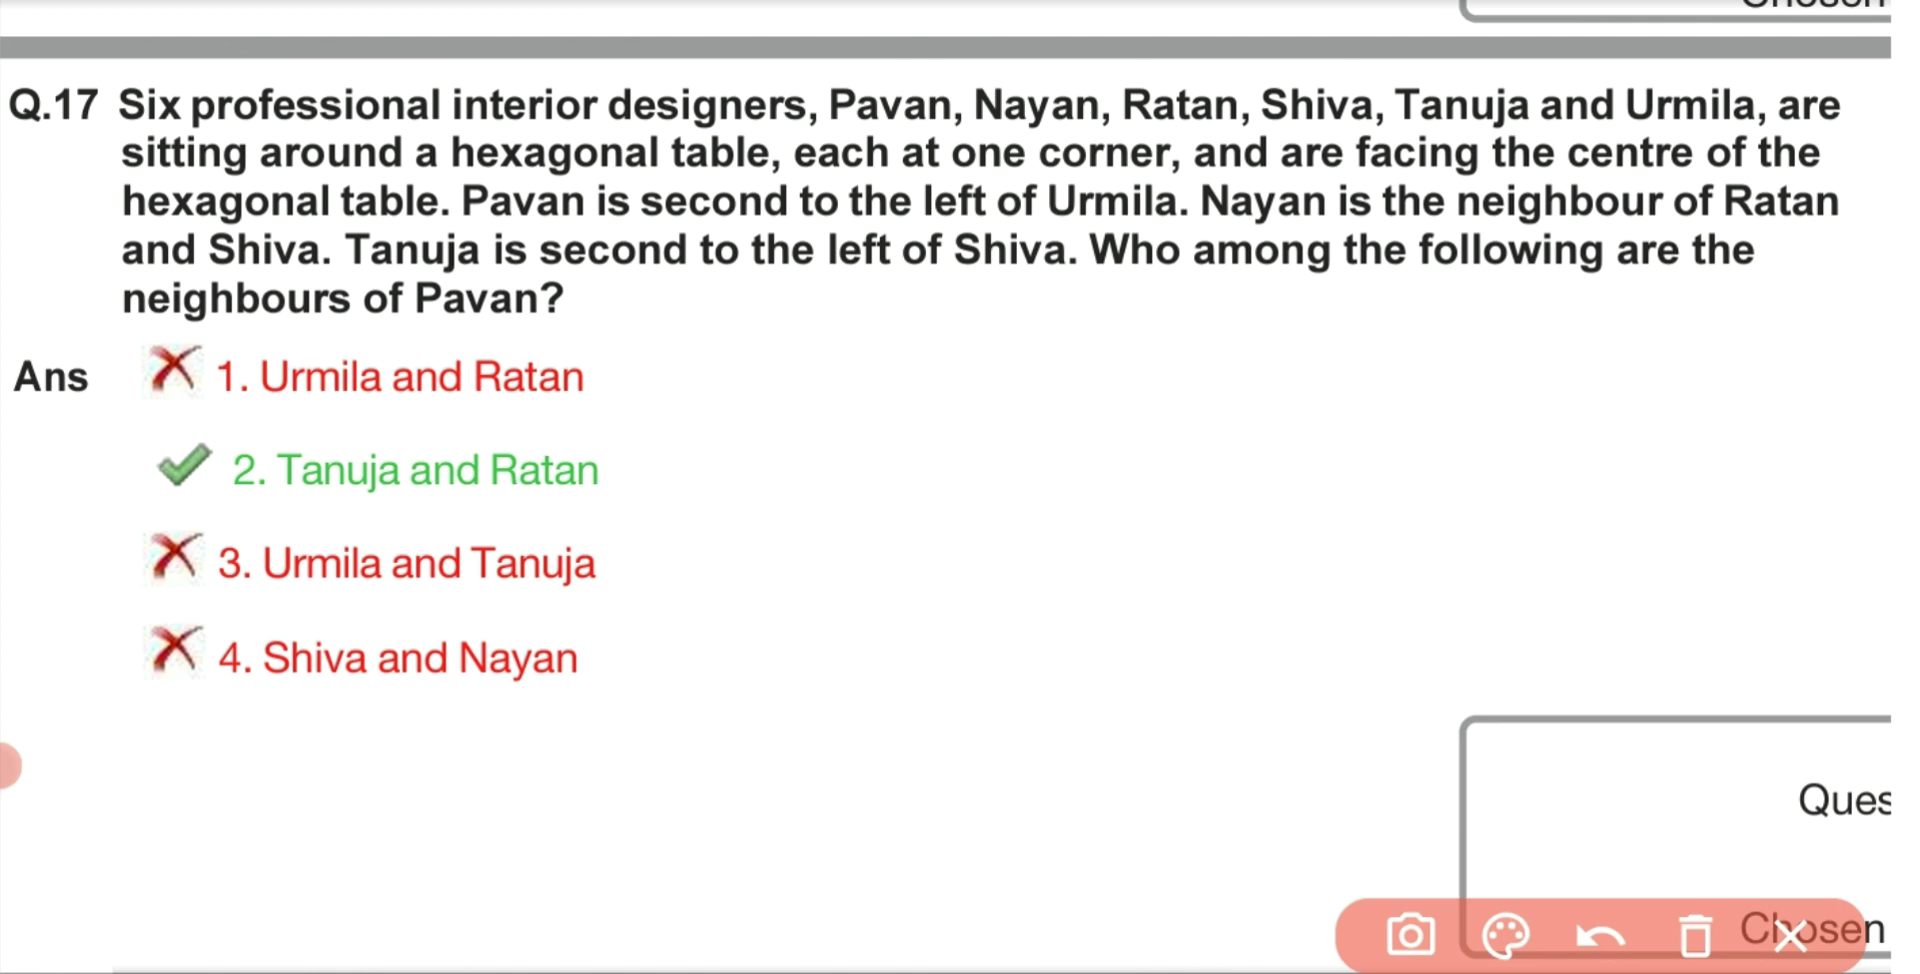 Q.17 Six professional interior designers, Pavan, Nayan, Ratan, Shiva, Tanuja and Urmila, are
sitting around a hexagonal table, each at one corner, and are facing the centre of the
hexagonal table. Pavan is second to the left of Urmila. Nayan is the neighbour of Ratan
and Shiva. Tanuja is second to the left of Shiva. Who among the following are the
neighbours of Pavan?
Ans 1. Urmila and Ratan
2. Tanuja and Ratan
3. Urmila and Tanuja
4. Shiva and Nayan
Ques
Chosen